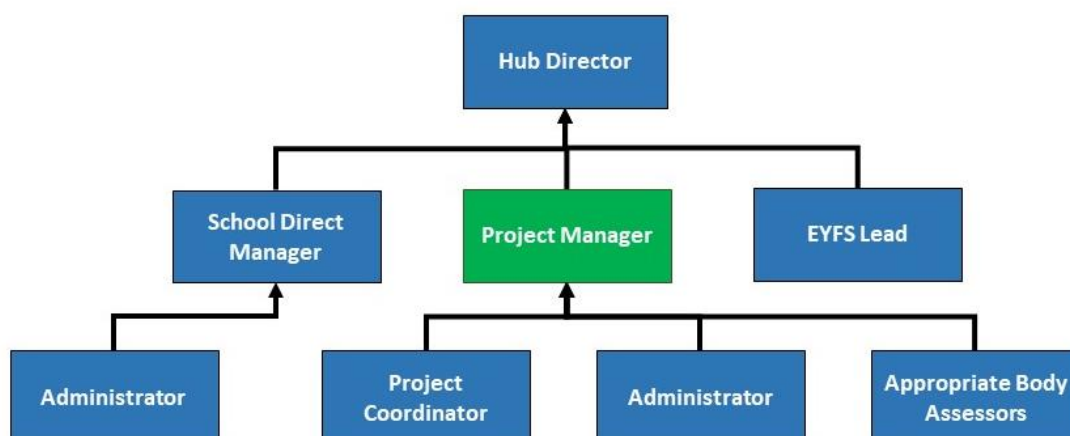 Hub Director
School Direct
Manager
Project Manager
EYFS Lead
Administrator
Project
Coordinator
Administrator
Appropriate Body
Assessors